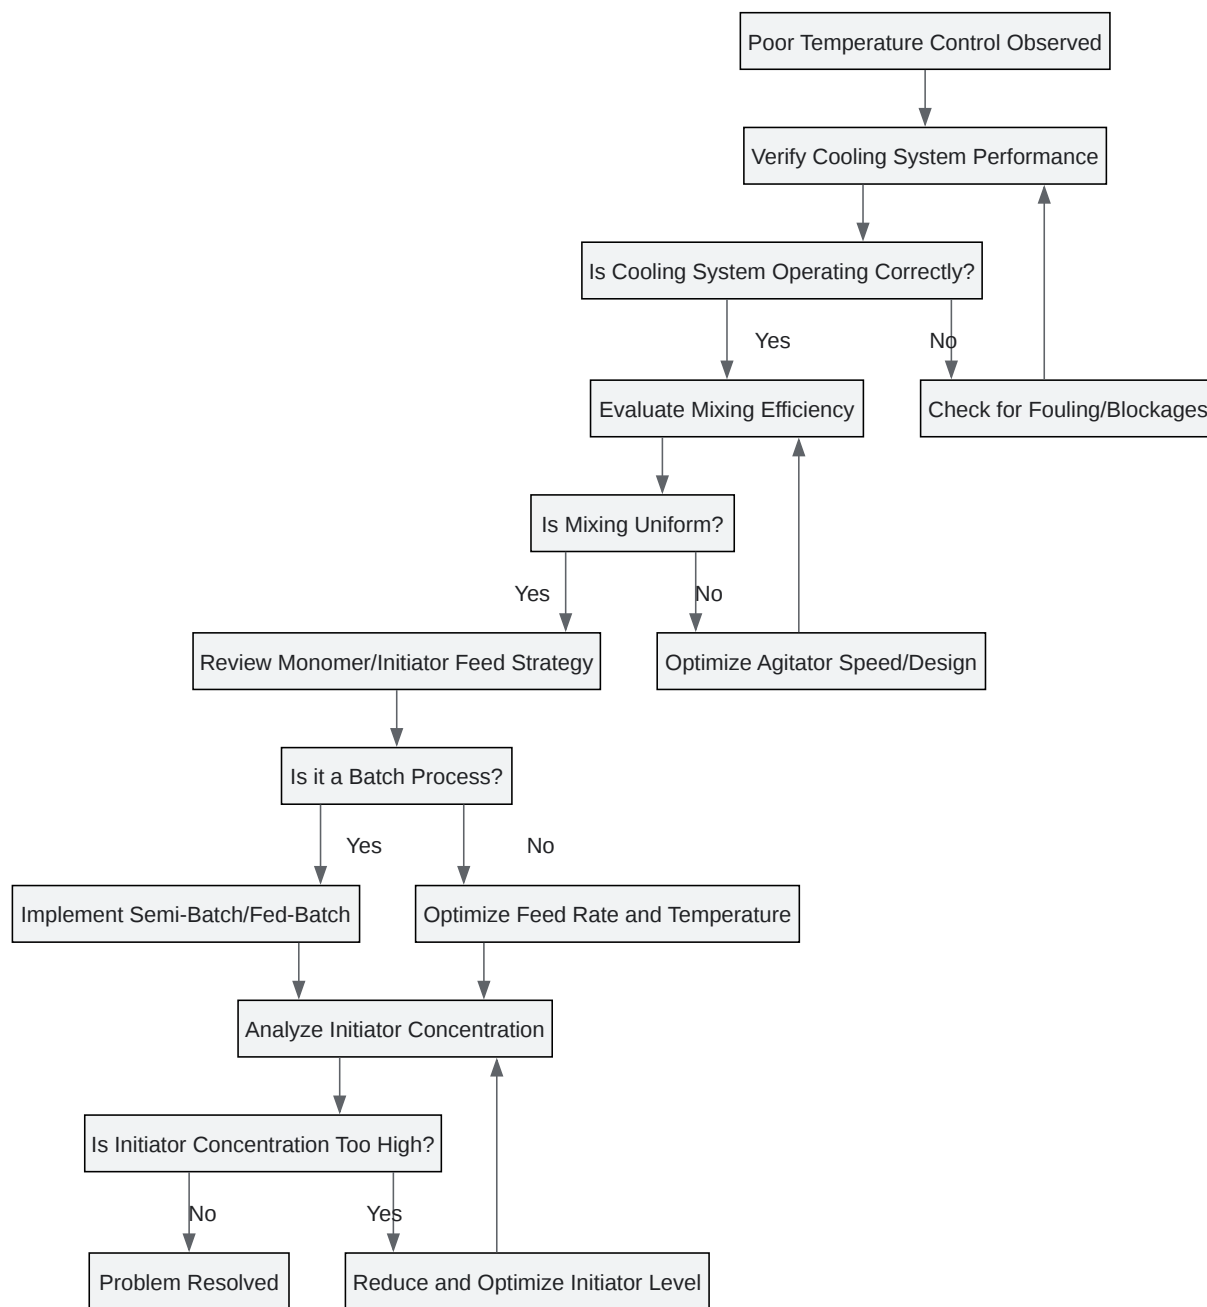 Poor Temperature Control Observed
Verify Cooling System Performance
Is Cooling System Operating Correctly?
Yes
No
Evaluate Mixing Efficiency
Check for Fouling/Blockages
Is Mixing Uniform?
Yes
No
Review Monomer/Initiator Feed Strategy
Optimize Agitator Speed/Design
Is it a Batch Process?
Yes
No
Implement Semi-Batch/Fed-Batch
Optimize Feed Rate and Temperature
Analyze Initiator Concentration
Is Initiator Concentration Too High?
No
Yes
Problem Resolved
Reduce and Optimize Initiator Level